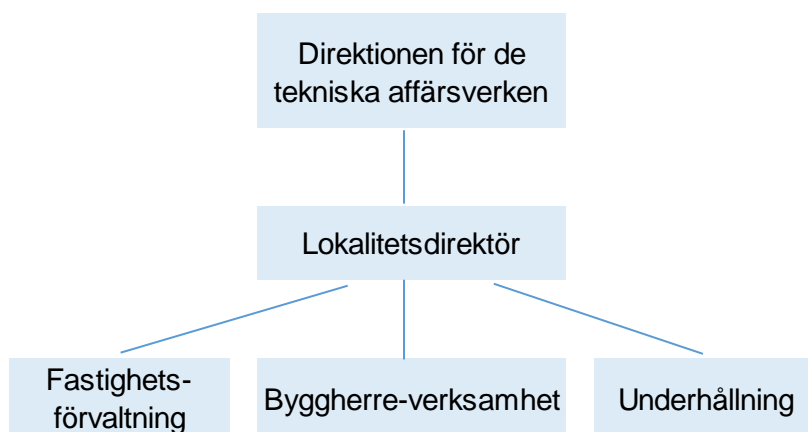 Direktionen för de
tekniska affärsverken
Lokalitetsdirektör
Fastighets-
förvaltning
Byggherre-verksamhet
Underhållning